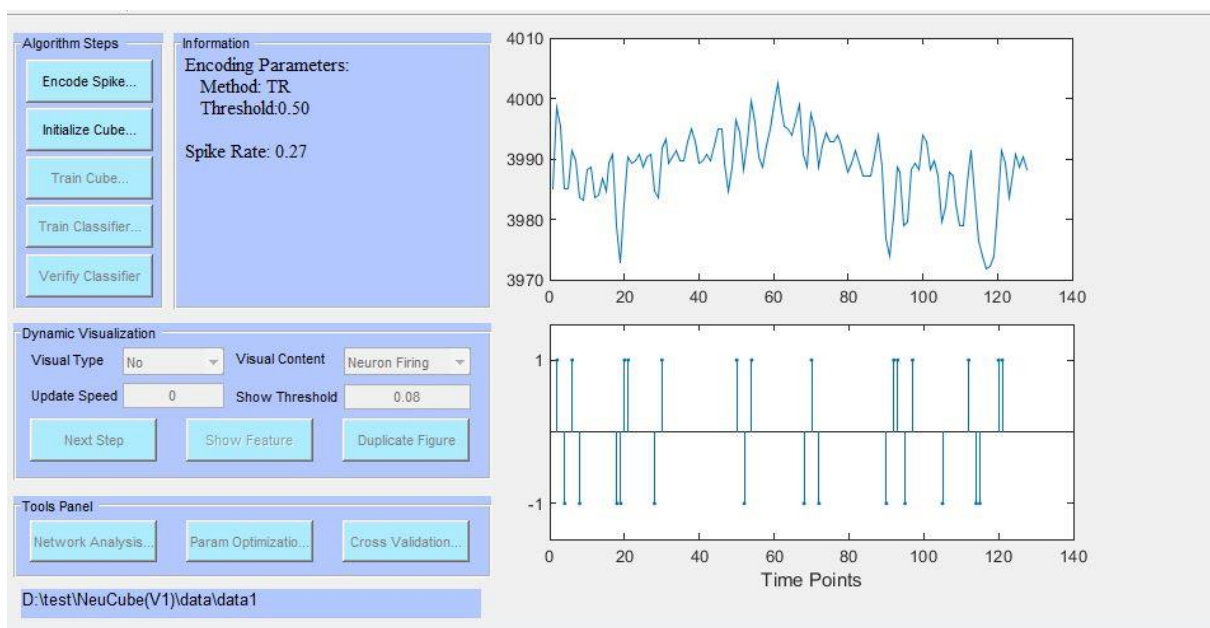 Algorithm Steps
Encode Spike...
Initialize Cube...
Train Cube...
Train Classifier...
Verifiy Classifier
Information
Encoding Parameters:
Method: TR
Threshold:0.50
Spike Rate: 0.27
Dynamic Visualization
Visual Type No Visual Content Neuron Firing
Update Speed 0 Show Threshold 0.08
Next Step Show Feature Duplicate Figure
Tools Panel
Network Analysis... Param Optimizatio... Cross Validation...
D:\test\NeuCube(V1)\data\data1
4010
4000
3990
3980
3970
0 20 40 60 80 100 120 140
1
-1
0 20 40 60 80 100 120 140
Time Points